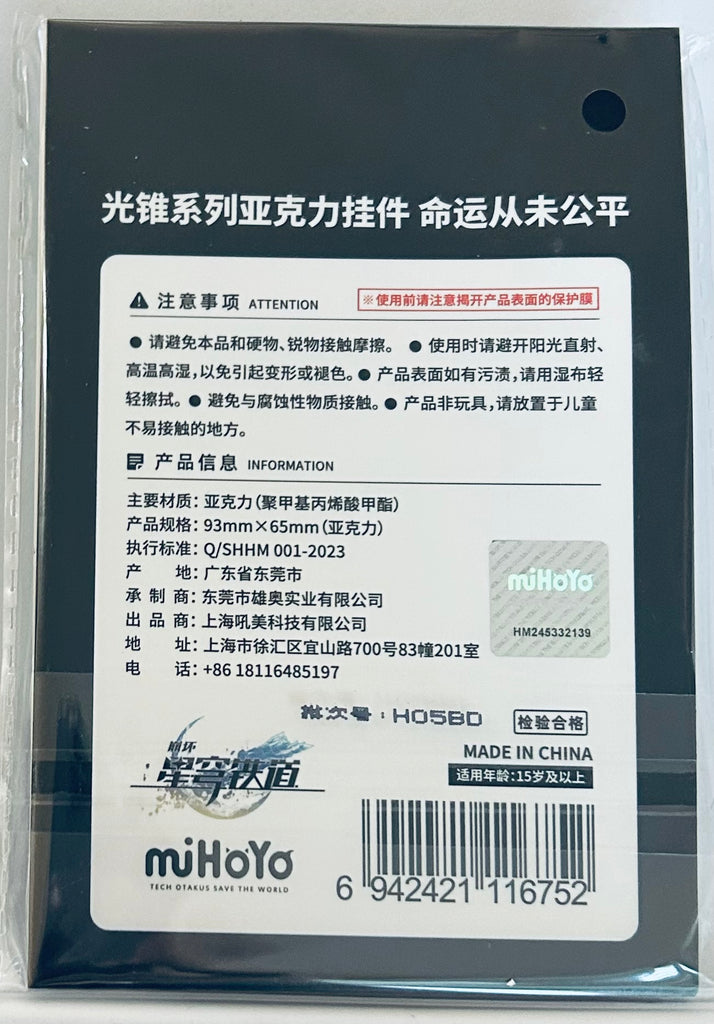 光锥系列亚克力挂件 命运从未公平
注意事项 ATTENTION
※使用前请注意揭开产品表面的保护膜
● 请避免本品和硬物、锐物接触摩擦。 ● 使用时请避开阳光直射、
高温高湿,以免引起变形或褪色。● 产品表面如有污渍,请用湿布轻
轻擦拭。● 避免与腐蚀性物质接触。● 产品非玩具,请放置于儿童
不易接触的地方。
产品信息 INFORMATION
主要材质：亚克力(聚甲基丙烯酸甲酯)
产品规格：93mm×65mm(亚克力)
执行标准：Q/SHHM 001-2023
产 地：广东省东莞市
承 制 商：东莞市雄奥实业有限公司
出 品 商：上海吼美科技有限公司
地 址：上海市徐汇区宜山路700号83幢201室
电 话：+86 18116485197
miHoYo
HM245332139
批次号：H05BD
检验合格
崩坏
星穹铁道
MADE IN CHINA
适用年龄:15岁及以上
miHoYo
TECH OTAKUS SAVE THE WORLD
6 942421 116752